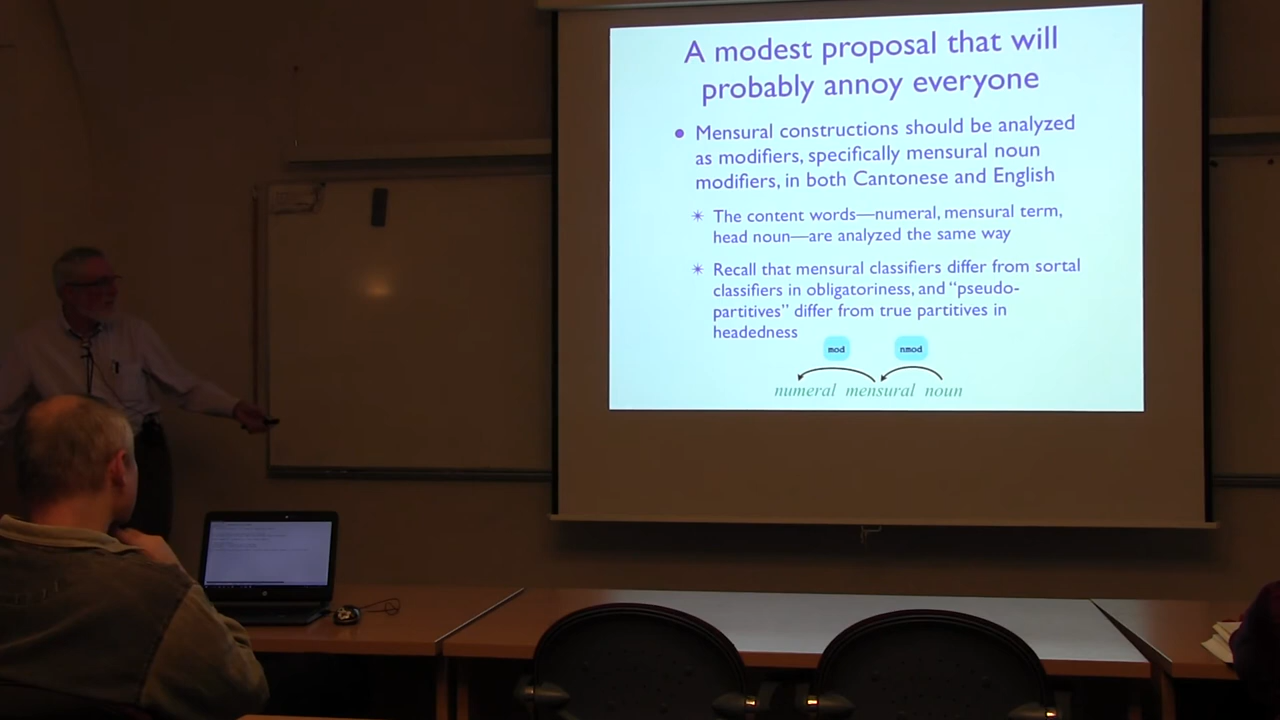 A modest proposal that will
probably annoy everyone
• Mensural constructions should be analyzed
as modifiers, specifically mensural noun
modifiers, in both Cantonese and English
✴ The content words—numeral, mensural term,
head noun—are analyzed the same way
✴ Recall that mensural classifiers differ from sortal
classifiers in obligatoriness, and “pseudo-
partitives” differ from true partitives in
headedness
mod nmod
numeral mensural noun